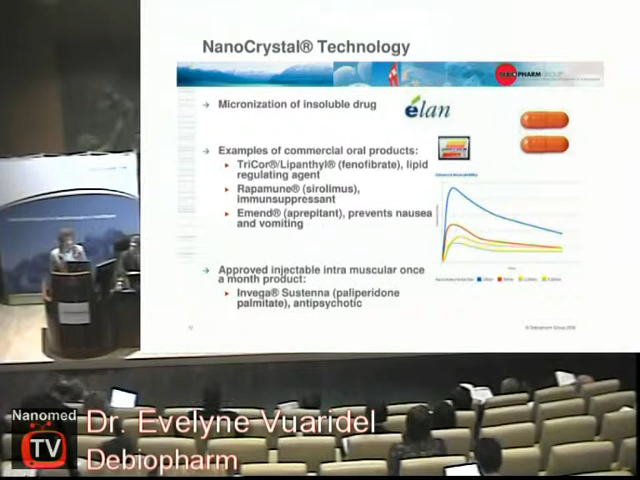 NanoCrystal® Technology
DEBIOPHARM GROUP
→ Micronization of insoluble drug
élan
→ Examples of commercial oral products:
TriCor®/Lipanthyl® (fenofibrate), lipid
regulating agent
Rapamune® (sirolimus),
immunsuppressant
Emend® (aprepitant), prevents nausea
and vomiting
→ Approved injectable intra muscular once
a month product:
Invega® Sustenna (paliperidone
palmitate), antipsychotic
© Debiopharm Group
Nanomed
TV
Dr. Evelyne Vuaridel
Debiopharm